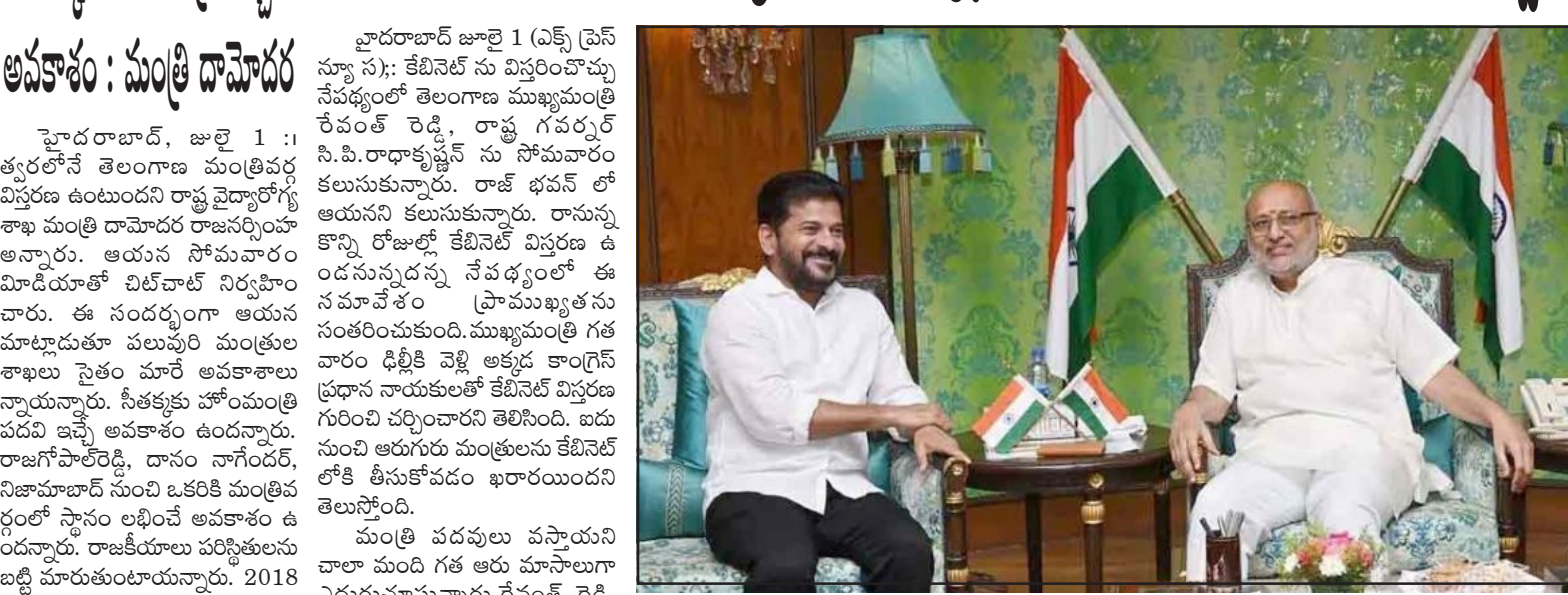 అవకాశం : మంత్రి దామోదర
హైదరాబాద్, జులై 1 :।
త్వరలోనే తెలంగాణ మంత్రివర్గ
విస్తరణ ఉంటుందని రాష్ట్ర వైద్యారోగ్య
శాఖ మంత్రి దామోదర రాజనర్సింహ
అన్నారు. ఆయన సోమవారం
మీడియాతో చిట్‌చాట్ నిర్వహిం
చారు. ఈ సందర్భంగా ఆయన
మాట్లాడుతూ పలువురి మంత్రుల
శాఖలు సైతం మారే అవకాశాలు
న్నాయన్నారు. సీతక్కకు హోంమంత్రి
పదవి ఇచ్చే అవకాశం ఉందన్నారు.
రాజగోపాల్‌రెడ్డి, దానం నాగేందర్,
నిజామాబాద్ నుంచి ఒకరికి మంత్రివ
ర్గంలో స్థానం లభించే అవకాశం ఉ
ందన్నారు. రాజకీయాలు పరిస్థితులను
బట్టి మారుతుంటాయన్నారు. 2018
హైదరాబాద్ జూలై 1 (ఎక్స్ ప్రెస్
న్యూ స);: కేబినెట్ ను విస్తరించొచ్చు
నేపథ్యంలో తెలంగాణ ముఖ్యమంత్రి
రేవంత్ రెడ్డి, రాష్ట్ర గవర్నర్
సి.పి.రాధాకృష్ణన్ ను సోమవారం
కలుసుకున్నారు. రాజ్ భవన్ లో
ఆయనని కలుసుకున్నారు. రానున్న
కొన్ని రోజుల్లో కేబినెట్ విస్తరణ ఉ
ండనున్నదన్న నేపథ్యంలో ఈ
సమావేశం ప్రాముఖ్యతను
సంతరించుకుంది.ముఖ్యమంత్రి గత
వారం ఢిల్లీకి వెళ్లి అక్కడ కాంగ్రెస్
ప్రధాన నాయకులతో కేబినెట్ విస్తరణ
గురించి చర్చించారని తెలిసింది. ఐదు
నుంచి ఆరుగురు మంత్రులను కేబినెట్
లోకి తీసుకోవడం ఖరారయిందని
తెలుస్తోంది.
మంత్రి పదవులు వస్తాయని
చాలా మంది గత ఆరు మాసాలుగా